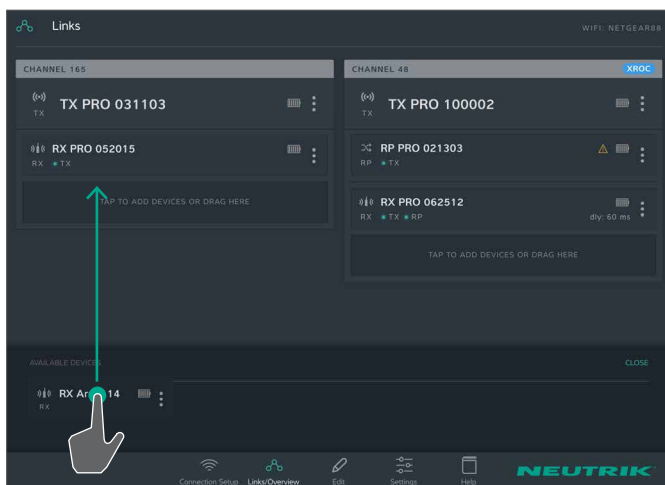 Links
WIFI: NETGEAR88
CHANNEL 165
TX PRO 031103
TX
RX PRO 052015
RX TX
TAP TO ADD DEVICES OR DRAG HERE
CHANNEL 48 XROC
TX PRO 100002
TX
RP PRO 021303
RP TX
RX PRO 062512
RX TX RP dly: 60 ms
TAP TO ADD DEVICES OR DRAG HERE
AVAILABLE DEVICES CLOSE
RX 14
RX
Connection Setup Links/Overview Edit Settings Help
NEUTRIK